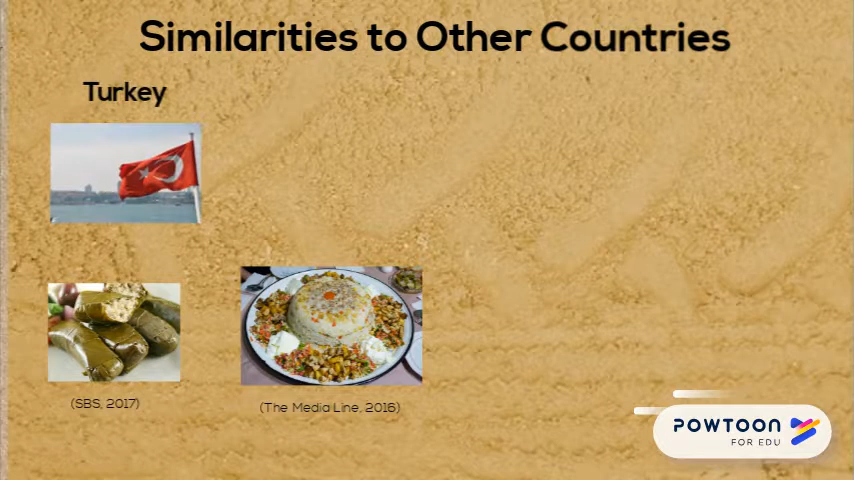 Similarities to Other Countries
Turkey
(SBS, 2017)
(The Media Line, 2016)
POWTOON
FOR EDU